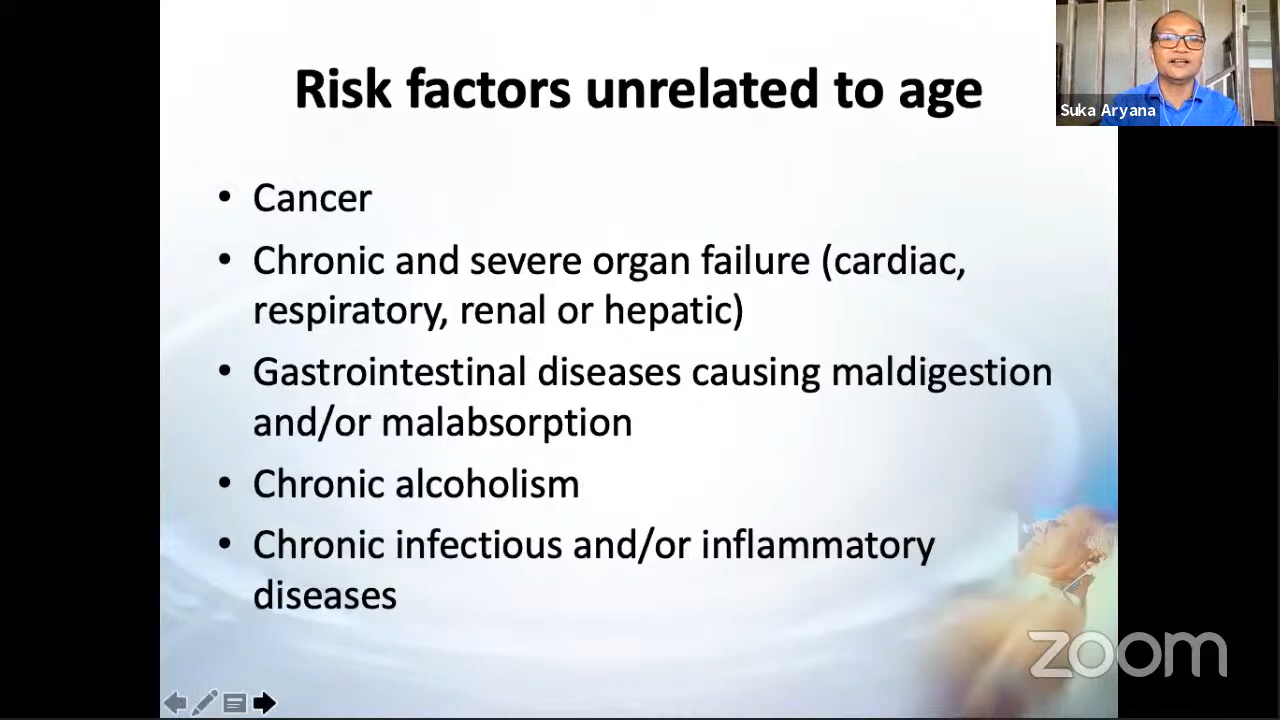 Risk factors unrelated to age
Suka Aryana
• Cancer
• Chronic and severe organ failure (cardiac,
respiratory, renal or hepatic)
• Gastrointestinal diseases causing maldigestion
and/or malabsorption
• Chronic alcoholism
• Chronic infectious and/or inflammatory
diseases
zoom